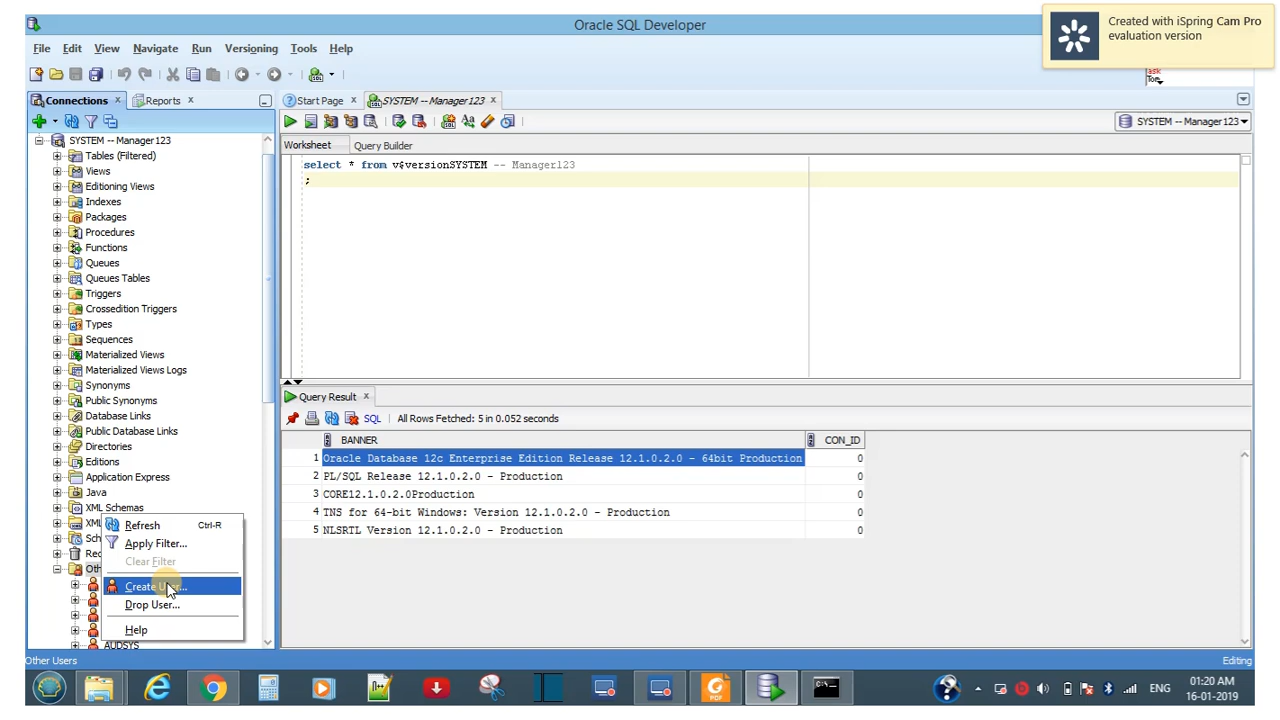 Oracle SQL Developer
Created with iSpring Cam Pro
evaluation version
File Edit View Navigate Run Versioning Tools Help
ask
Connections Reports
Start Page SYSTEM -- Manager123
SYSTEM -- Manager123
SYSTEM -- Manager123
Tables (Filtered)
Views
Editioning Views
Indexes
Packages
Procedures
Functions
Queues
Queues Tables
Triggers
Crossedition Triggers
Types
Sequences
Materialized Views
Materialized Views Logs
Synonyms
Public Synonyms
Database Links
Public Database Links
Directories
Editions
Application Express
Java
XML Schemas
XML
Refresh Ctrl-R
Apply Filter...
Clear Filter
Drop User...
Help
AUDSYS
Worksheet Query Builder
select * from v$versionSYSTEM -- Manager123
;
Query Result
SQL All Rows Fetched: 5 in 0.052 seconds
BANNER CON_ID
1 Oracle Database 12c Enterprise Edition Release 12.1.0.2.0 - 64bit Production 0
2 PL/SQL Release 12.1.0.2.0 - Production 0
3 CORE12.1.0.2.0Production 0
4 TNS for 64-bit Windows: Version 12.1.0.2.0 - Production 0
5 NLSRTL Version 12.1.0.2.0 - Production 0
Other Users Editing
ENG
01:20 AM
16-01-2019